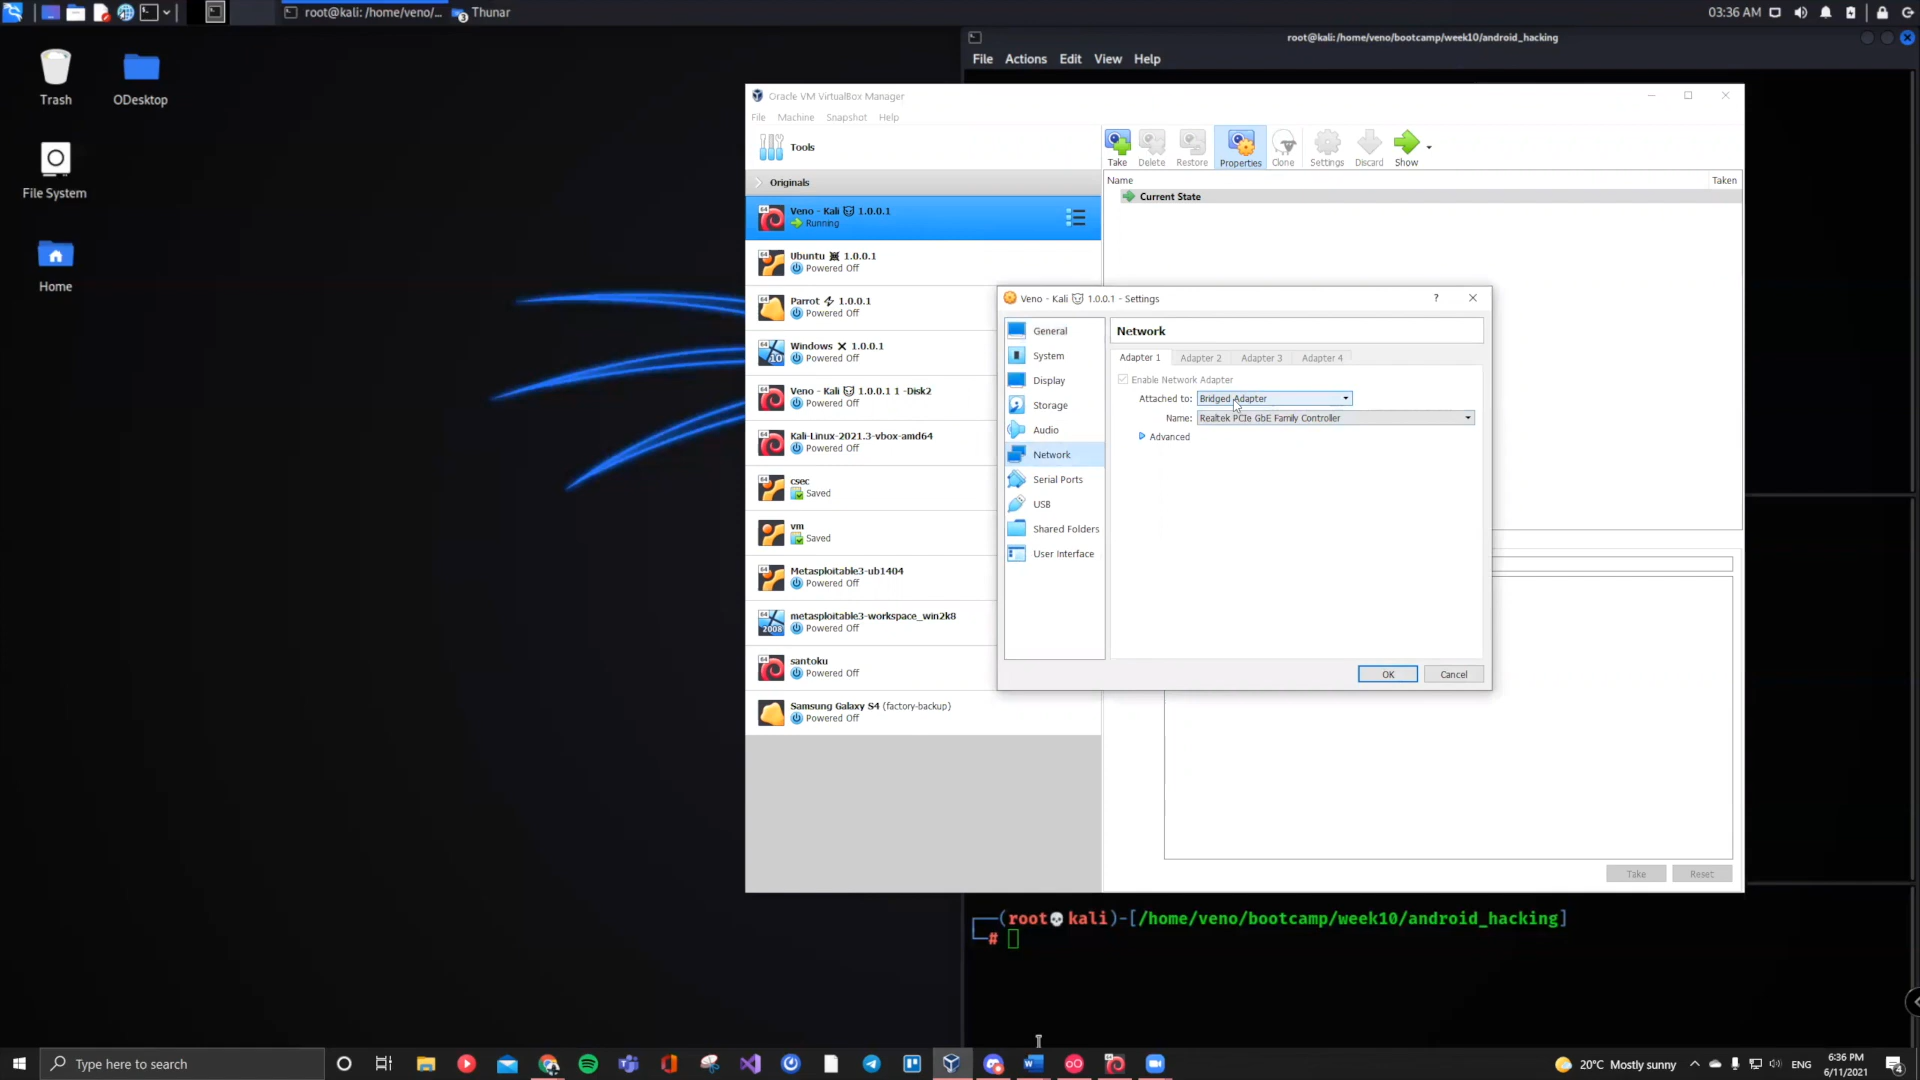 root@kali: /home/veno/...
Thunar
03:36 AM
root@kali:/home/veno/bootcamp/week10/android_hacking
File Actions Edit View Help
Trash
ODesktop
File System
Home
Oracle VM VirtualBox Manager
File Machine Snapshot Help
Tools
Take Delete Restore Properties Clone Settings Discard Show
Originals
Name Taken
Current State
Veno - Kali 1.0.0.1
Running
Ubuntu 1.0.0.1
Powered Off
Parrot 1.0.0.1
Powered Off
Windows 1.0.0.1
Powered Off
Veno - Kali 1.0.0.1 1 -Disk2
Powered Off
Kali-Linux-2021.3-vbox-amd64
Powered Off
csec
Saved
vm
Saved
Metasploitable3-ub1404
Powered Off
metasploitable3-workspace_win2k8
Powered Off
santoku
Powered Off
Samsung Galaxy S4 (factory-backup)
Powered Off
Veno - Kali 1.0.0.1 - Settings
General
System
Display
Storage
Audio
Network
Serial Ports
USB
Shared Folders
User Interface
Network
Adapter 1 Adapter 2 Adapter 3 Adapter 4
Enable Network Adapter
Attached to: Bridged Adapter
Name: Realtek PCIe GbE Family Controller
Advanced
OK Cancel
Take Reset
(root💀kali)-[/home/veno/bootcamp/week10/android_hacking]
#
Type here to search
20°C Mostly sunny
ENG
6:36 PM
6/11/2021